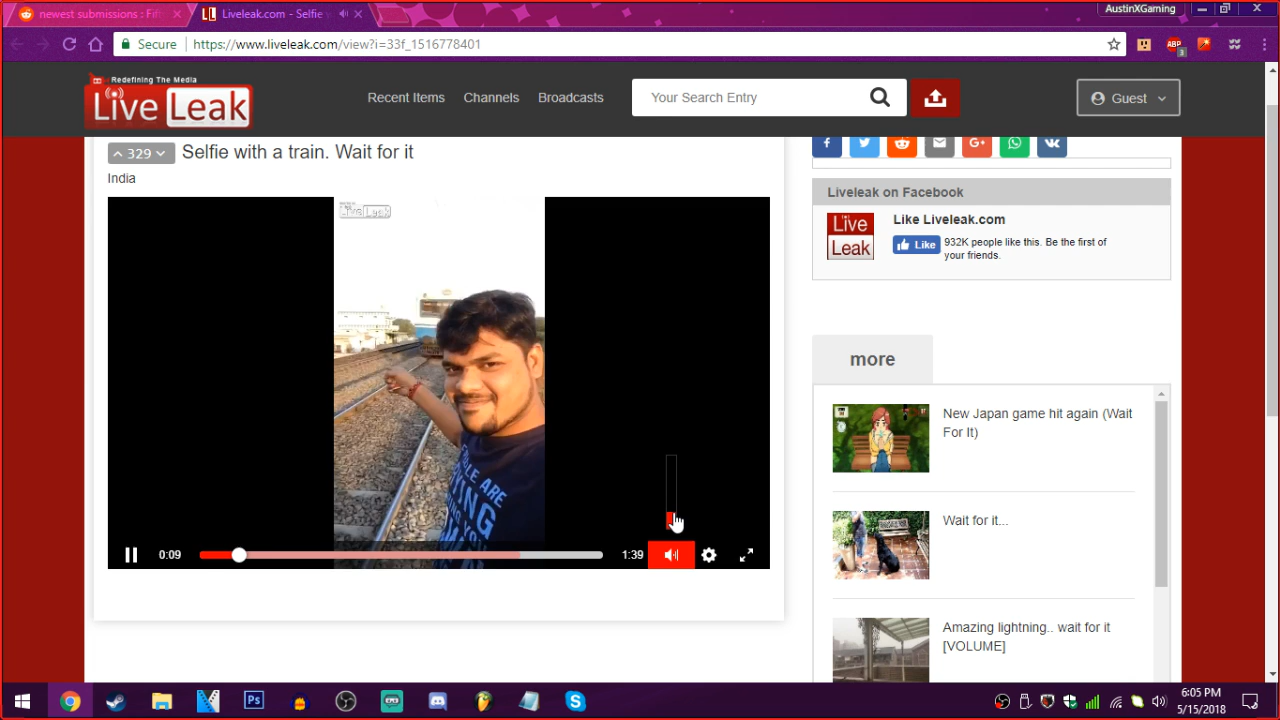 newest submissions : Fift
Liveleak.com - Selfie
AustinXGaming
Secure
https://www.liveleak.com/view?i=33f_1516778401
ABP
3
Redefining The Media
Live Leak
Recent Items
Channels
Broadcasts
Your Search Entry
Guest
329
Selfie with a train. Wait for it
India
LiveLeak
0:09
1:39
Liveleak on Facebook
Live
Leak
Like Liveleak.com
Like
932K people like this. Be the first of
your friends.
more
New Japan game hit again (Wait
For It)
Wait for it...
Amazing lightning.. wait for it
[VOLUME]
Ps
6:05 PM
5/15/2018